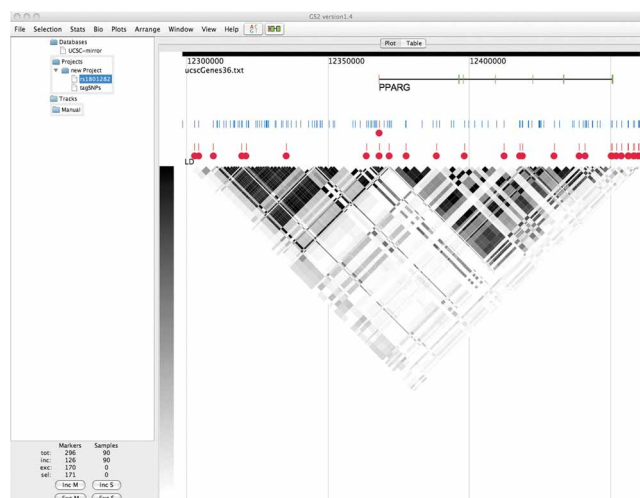 GS2 version1.4
File Selection Stats Bio Plots Arrange Window View Help
Databases
UCSC-mirror
Projects
new Project
rs1801282
tagSNPs
Tracks
Manual
Plot Table
12300000 12350000 12400000
ucscGenes36.txt
PPARG
LD
Markers Samples
tot: 296 90
inc: 126 90
exc: 170 0
sel: 171 0
Inc M Inc S
Exc M Exc S